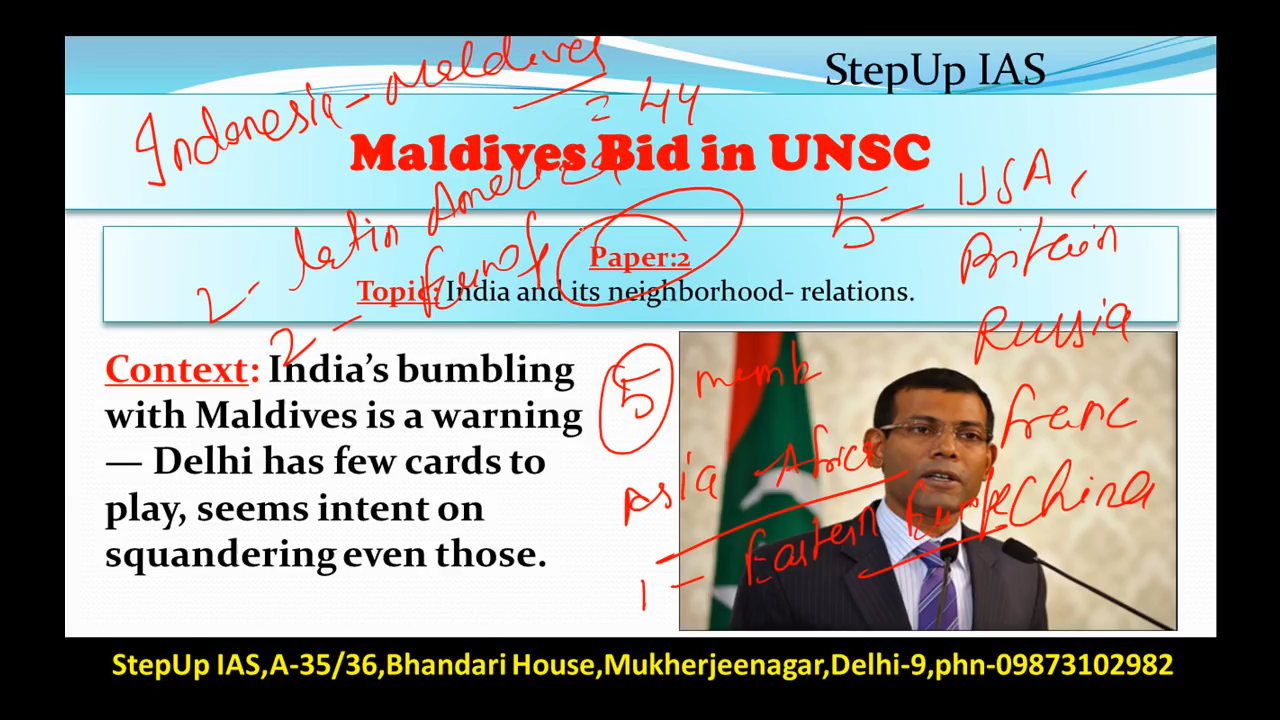 StepUp IAS
Indonesia - Maldives
= 44
Maldives Bid in UNSC
2 - Latin America
2 - Europ
5 - USA,
Britain
Russia
Franc
China
Paper:2
Topic: India and its neighborhood- relations.
Context: India’s bumbling
with Maldives is a warning
— Delhi has few cards to
play, seems intent on
squandering even those.
5 memb
Asia - Africa
1 - Eastern Europe
StepUp IAS,A-35/36,Bhandari House,Mukherjeenagar,Delhi-9,phn-09873102982